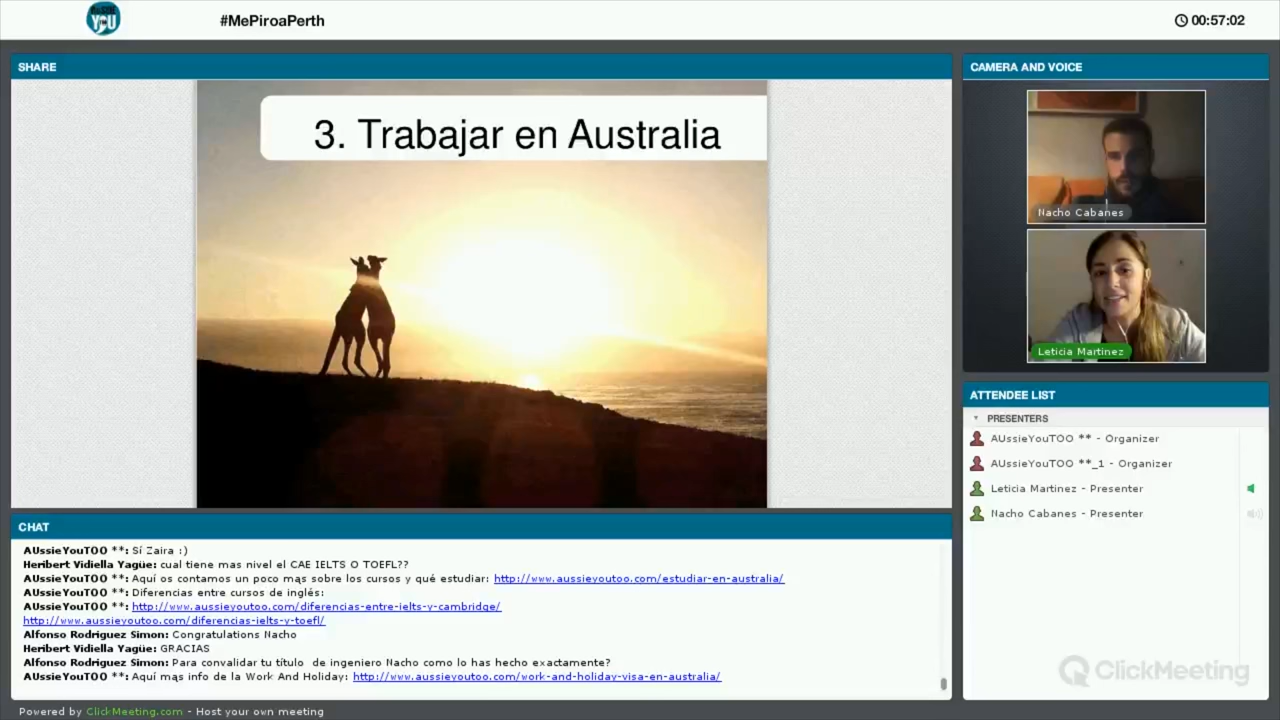 YOU
#MePiroaPerth
00:57:02
SHARE
3. Trabajar en Australia
CAMERA AND VOICE
Nacho Cabanes
Leticia Martinez
ATTENDEE LIST
PRESENTERS
AUssieYouTOO ** - Organizer
AUssieYouTOO **_1 - Organizer
Leticia Martinez - Presenter
Nacho Cabanes - Presenter
CHAT
AUssieYouTOO **: Sí Zaira :)
Heribert Vidiella Yagüe: cual tiene mas nivel el CAE IELTS O TOEFL??
AUssieYouTOO **: Aquí os contamos un poco más sobre los cursos y qué estudiar: http://www.aussieyoutoo.com/estudiar-en-australia/
AUssieYouTOO **: Diferencias entre cursos de inglés:
AUssieYouTOO **: http://www.aussieyoutoo.com/diferencias-entre-ielts-y-cambridge/
http://www.aussieyoutoo.com/diferencias-ielts-y-toefl/
Alfonso Rodriguez Simon: Congratulations Nacho
Heribert Vidiella Yagüe: GRACIAS
Alfonso Rodriguez Simon: Para convalidar tu título de ingeniero Nacho como lo has hecho exactamente?
AUssieYouTOO **: Aquí más info de la Work And Holiday: http://www.aussieyoutoo.com/work-and-holiday-visa-en-australia/
ClickMeeting
Powered by ClickMeeting.com - Host your own meeting